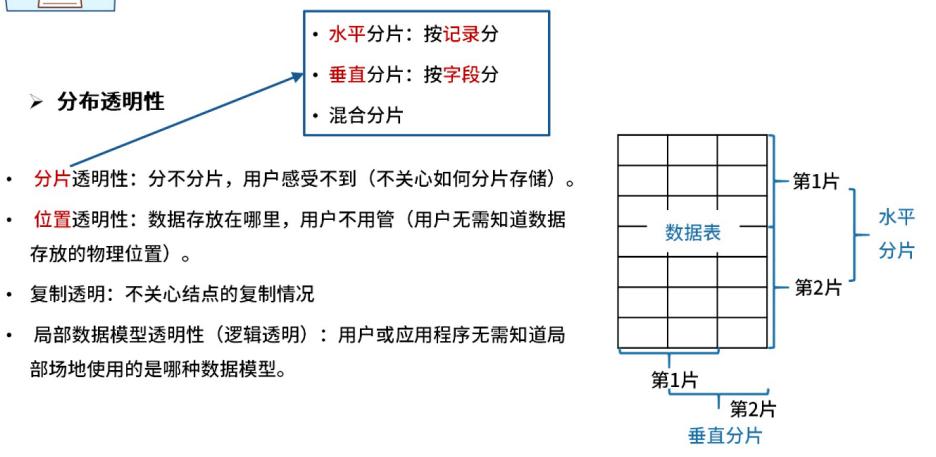 • 水平分片：按记录分
• 垂直分片：按字段分
• 混合分片
➢ 分布透明性
• 分片透明性：分不分片，用户感受不到（不关心如何分片存储）。
• 位置透明性：数据存放在哪里，用户不用管（用户无需知道数据
存放的物理位置）。
• 复制透明：不关心结点的复制情况
• 局部数据模型透明性（逻辑透明）：用户或应用程序无需知道局
部场地使用的是哪种数据模型。
数据表
第1片
第2片
水平
分片
第1片
第2片
垂直分片